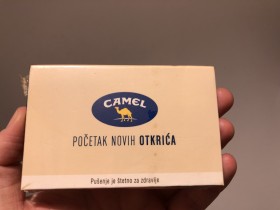 CAMEL
POČETAK NOVIH OTKRIĆA
Pušenje je štetno za zdravlje